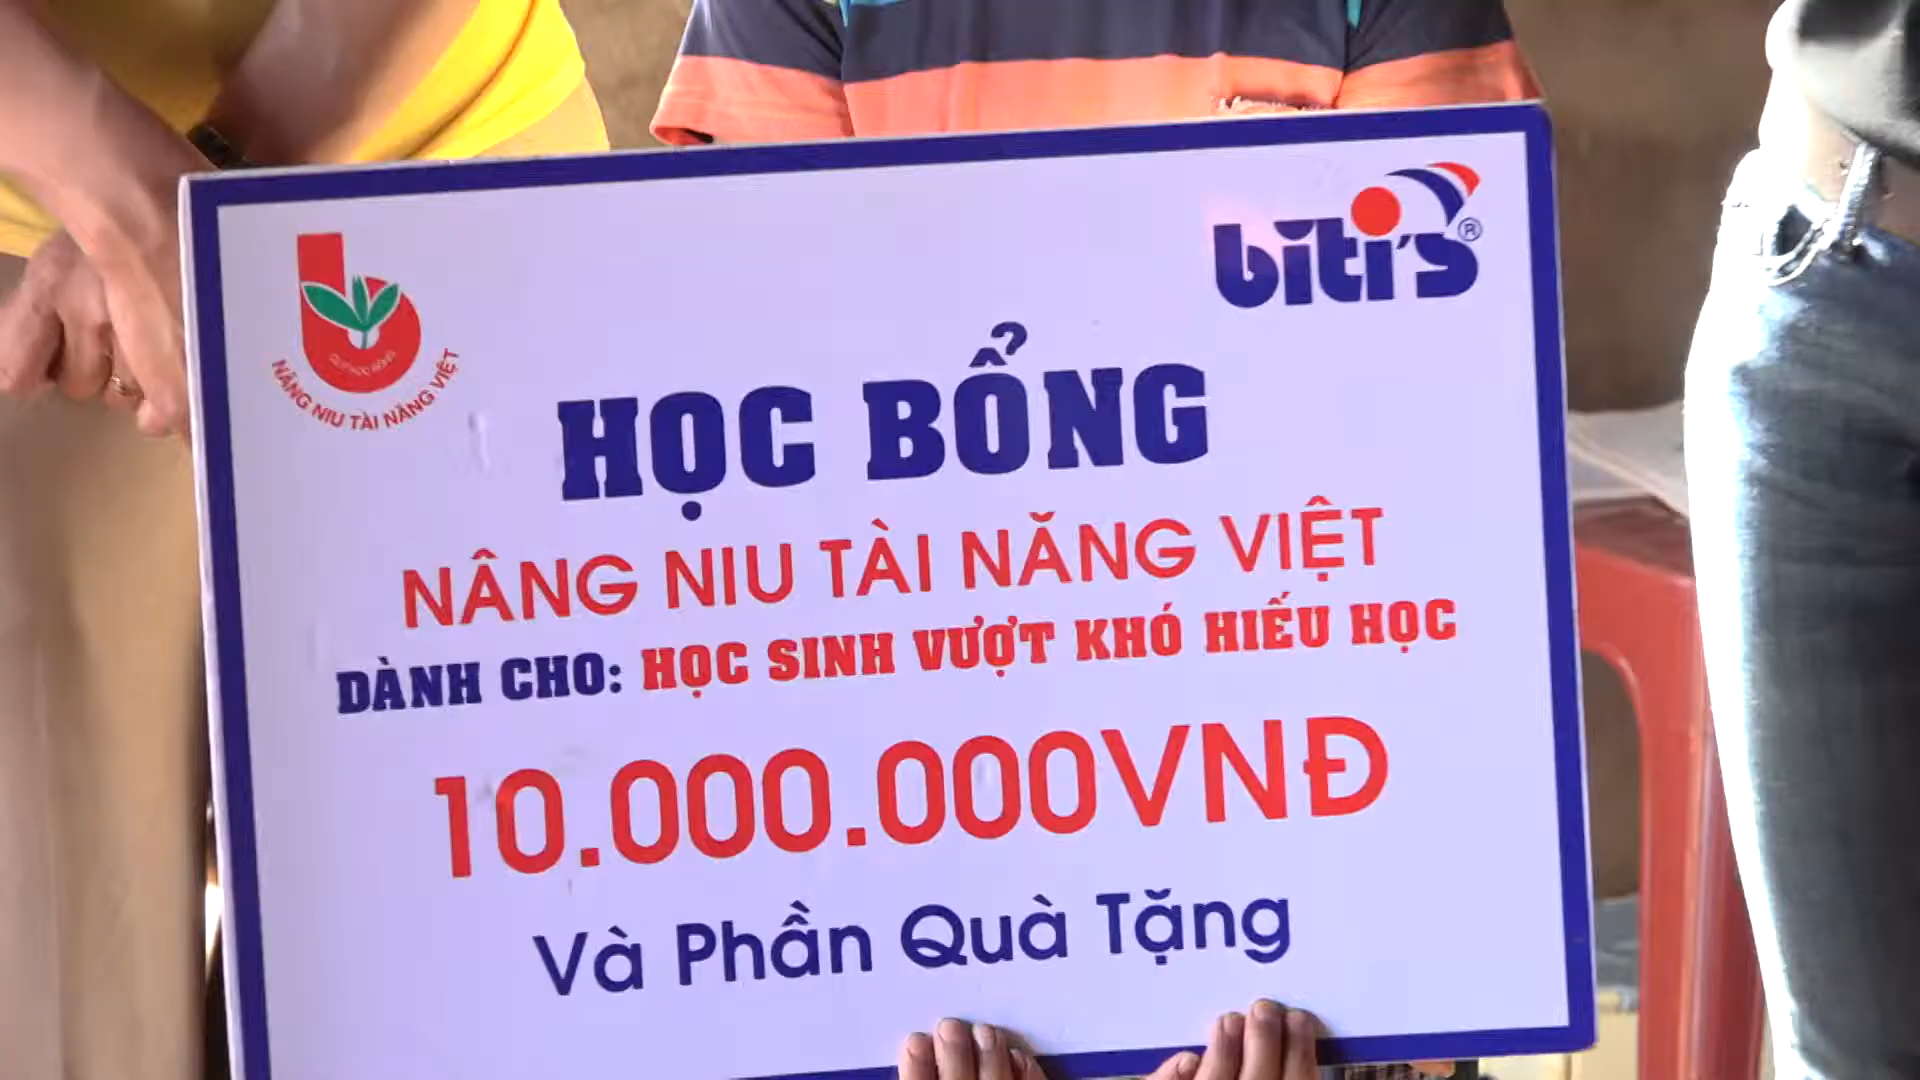 biti's®
NÂNG NIU TÀI NĂNG VIỆT
HỌC BỔNG
NÂNG NIU TÀI NĂNG VIỆT
DÀNH CHO: HỌC SINH VƯỢT KHÓ HIẾU HỌC
10.000.000VNĐ
Và Phần Quà Tặng